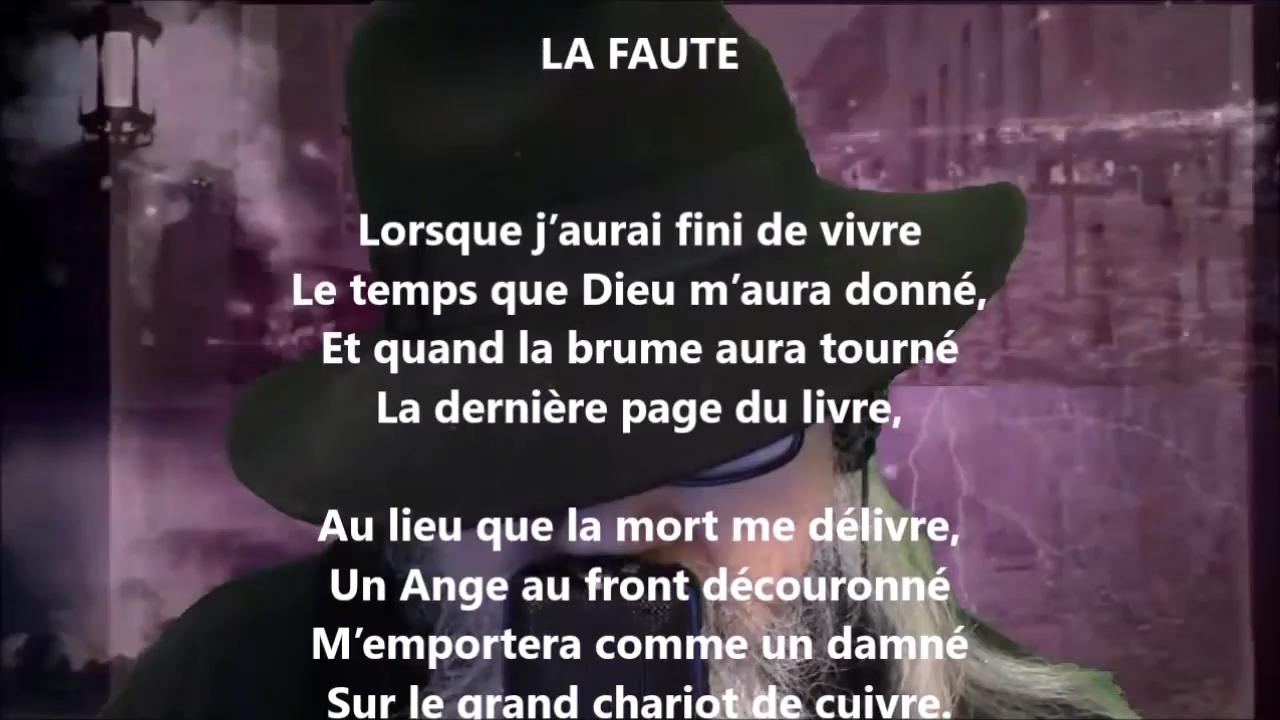 LA FAUTE
Lorsque j’aurai fini de vivre
Le temps que Dieu m’aura donné,
Et quand la brume aura tourné
La dernière page du livre,
Au lieu que la mort me délivre,
Un Ange au front découronné
M’emportera comme un damné
Sur le grand chariot de cuivre.